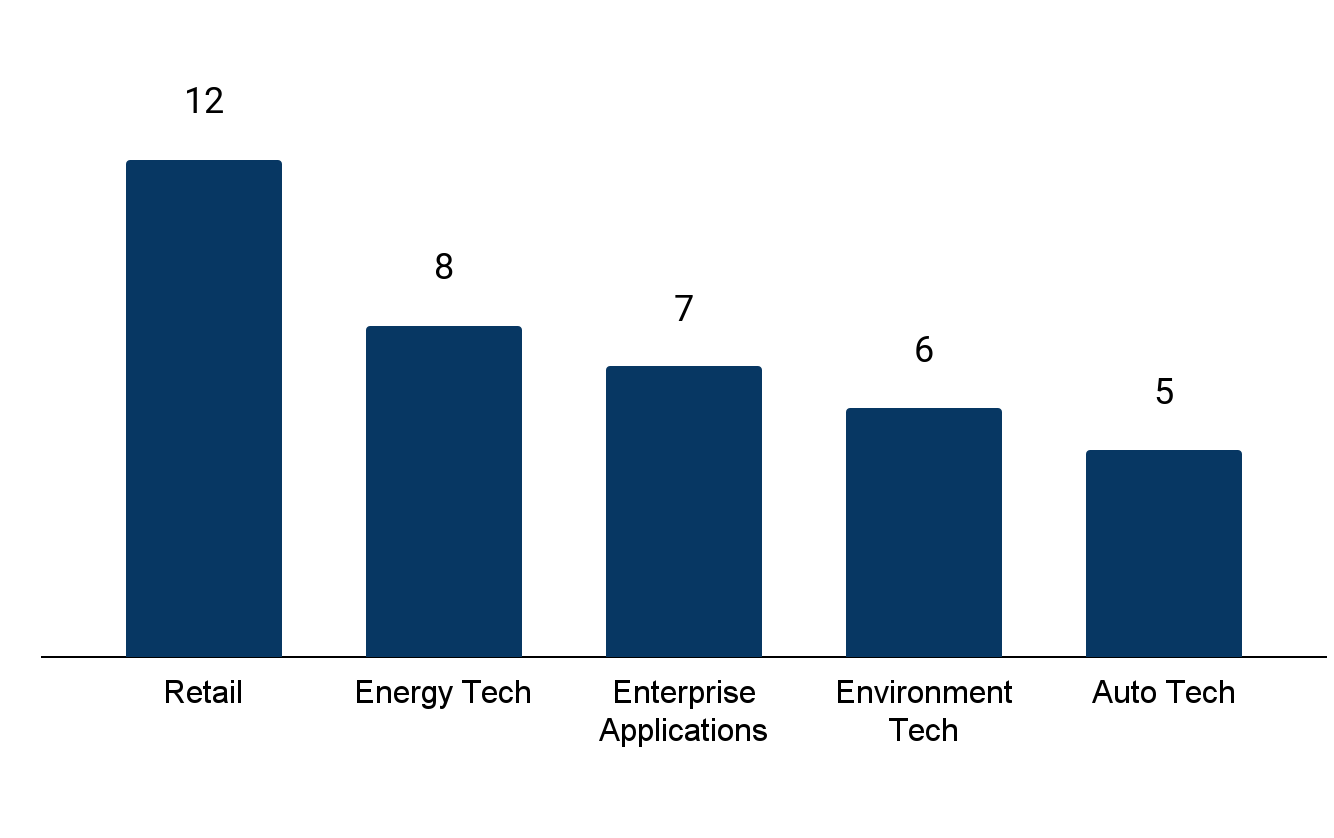 12
8
7
6
5
Retail
Energy Tech
Enterprise
Applications
Environment
Tech
Auto Tech